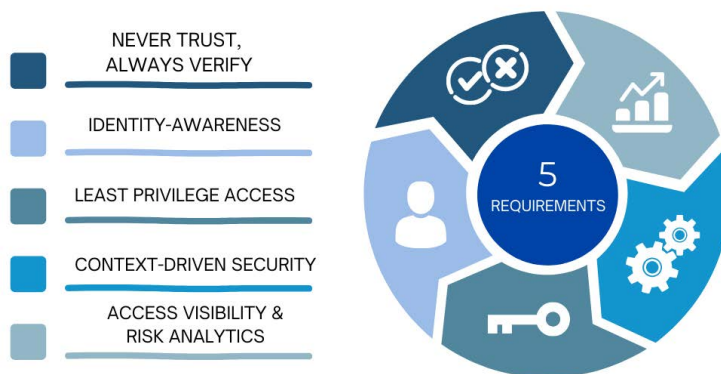 NEVER TRUST,
ALWAYS VERIFY
IDENTITY-AWARENESS
LEAST PRIVILEGE ACCESS
CONTEXT-DRIVEN SECURITY
ACCESS VISIBILITY &
RISK ANALYTICS
5
REQUIREMENTS